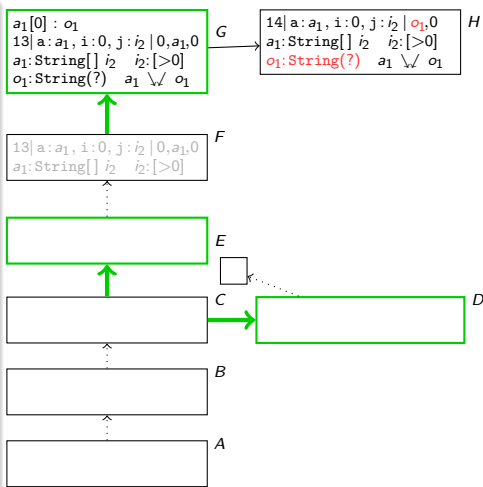 a₁[0] : o₁
13| a:a₁, i:0, j:i₂ | 0,a₁,0
a₁:String[] i₂ i₂:[>0]
o₁:String(?) a₁ \\// o₁
G
14| a:a₁, i:0, j:i₂ | o₁,0
a₁:String[] i₂ i₂:[>0]
o₁:String(?) a₁ \\// o₁
H
13| a:a₁, i:0, j:i₂ | 0,a₁,0
a₁:String[] i₂ i₂:[>0]
F
E
C
D
B
A